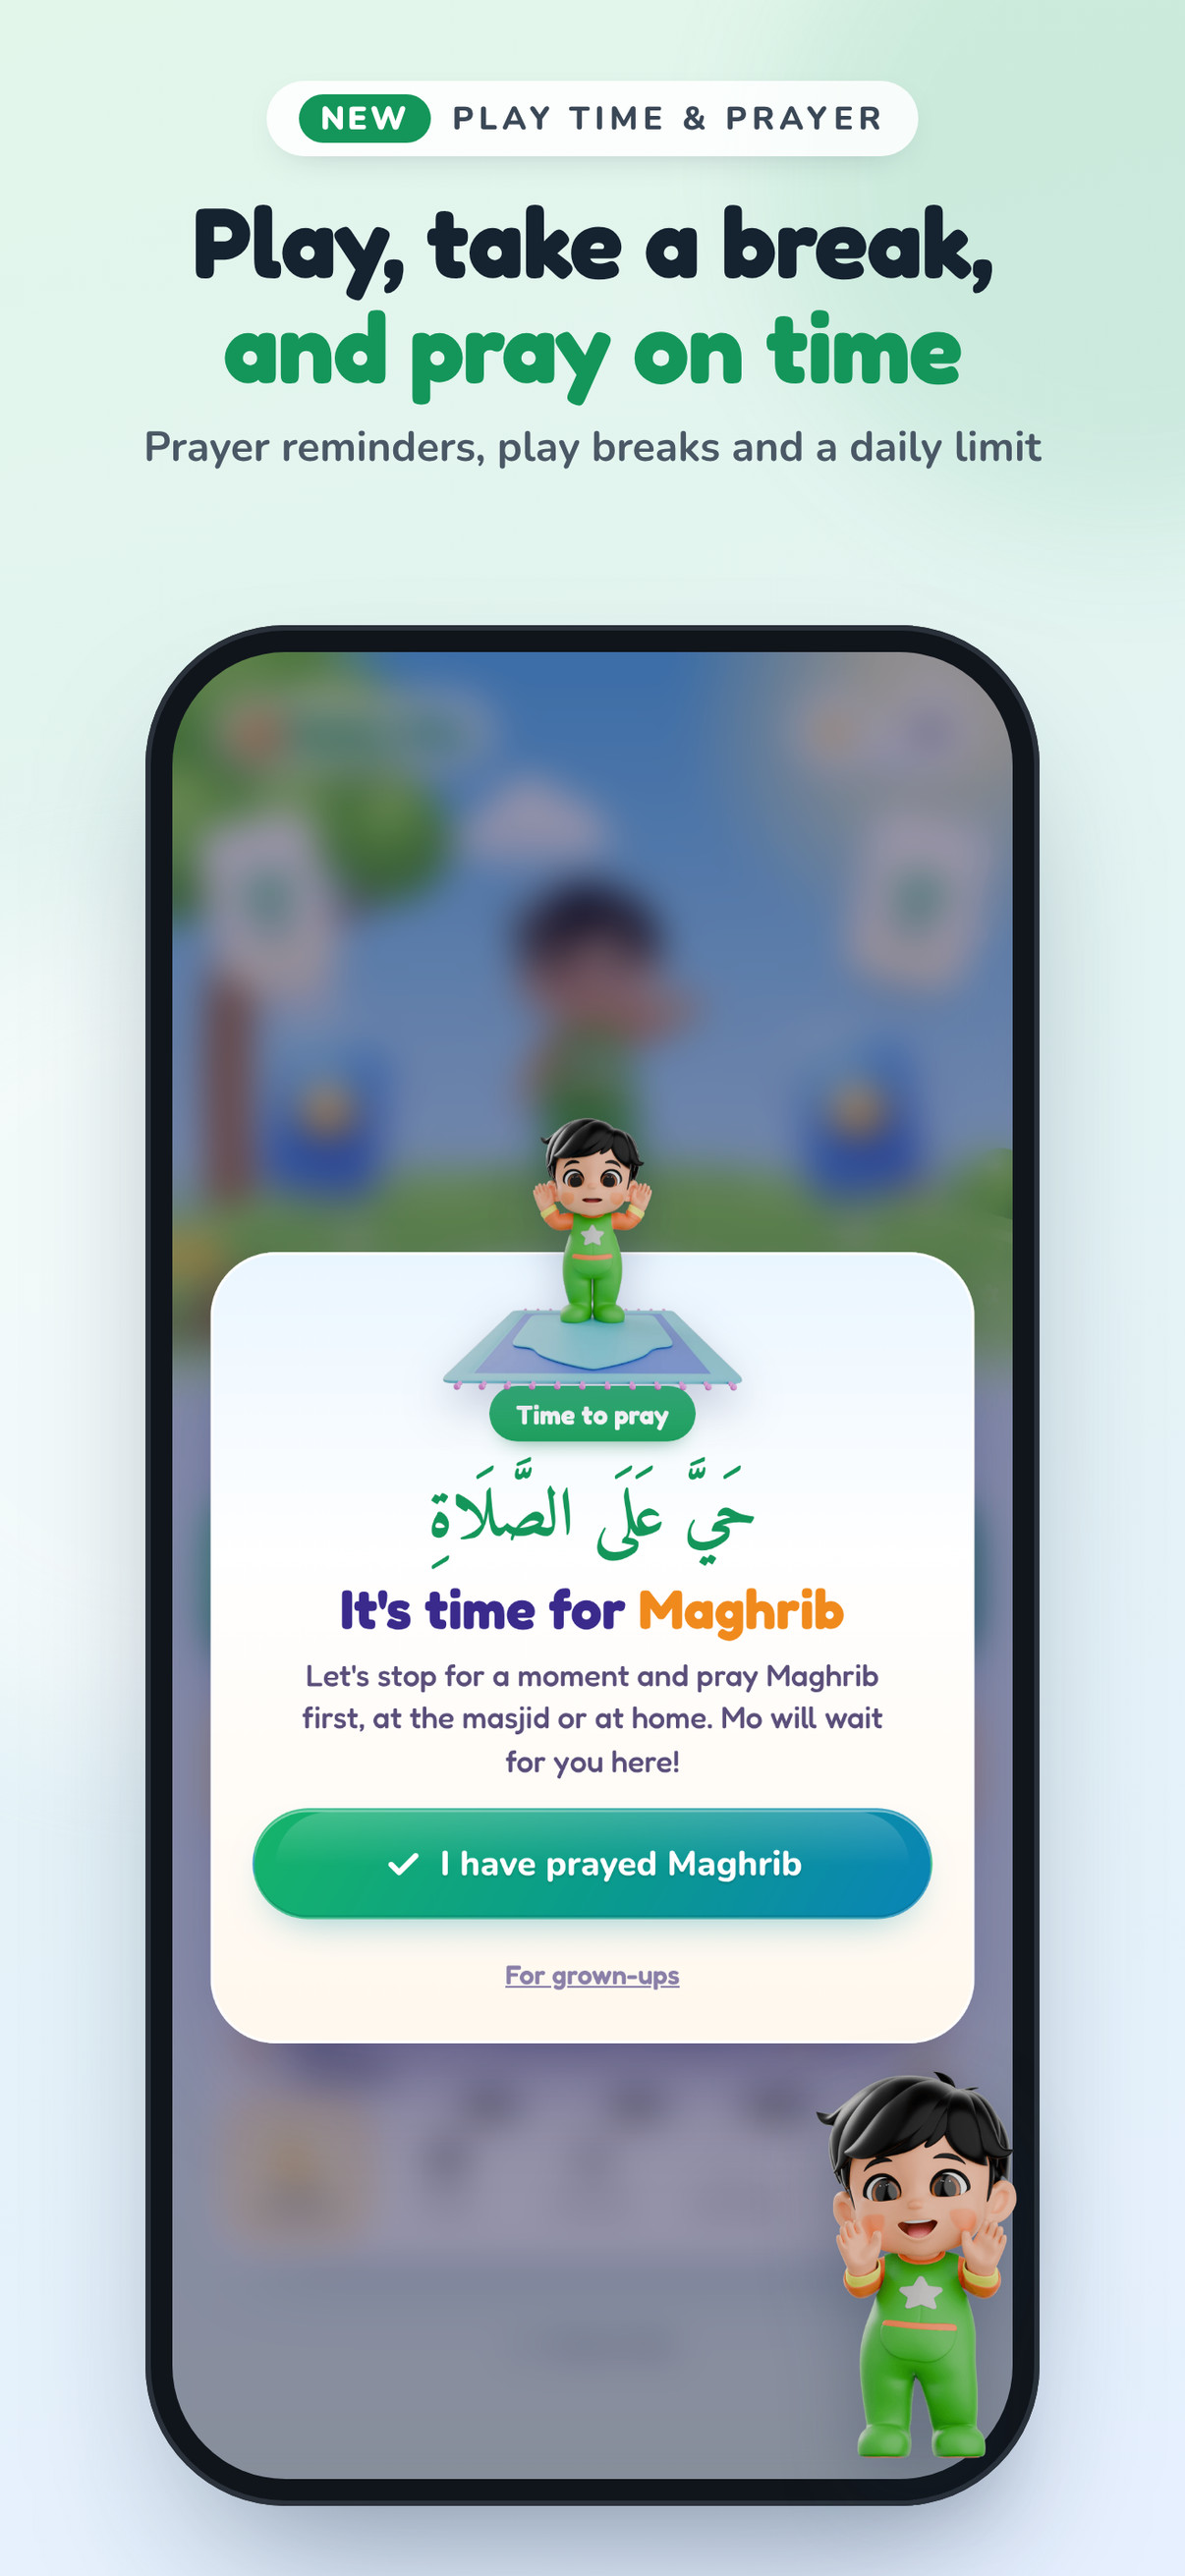 NEW PLAY TIME & PRAYER
Play, take a break,
and pray on time
Prayer reminders, play breaks and a daily limit
Time to pray
حَيَّ عَلَى الصَّلَاةِ
It's time for Maghrib
Let's stop for a moment and pray Maghrib
first, at the masjid or at home. Mo will wait
for you here!
I have prayed Maghrib
For grown-ups